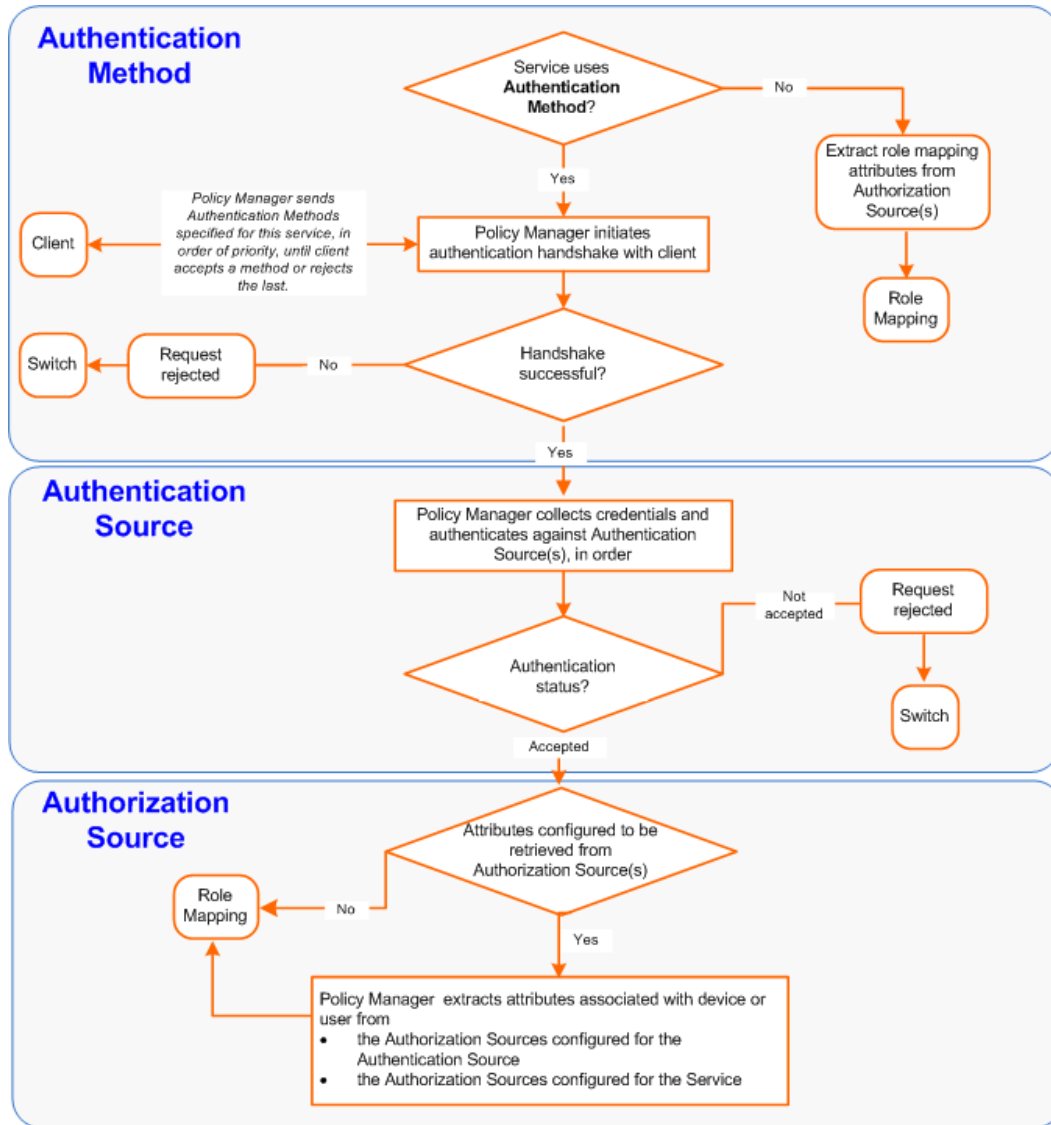 Authentication
Method
Service uses
Authentication
Method?
No
Extract role mapping
attributes from
Authorization
Source(s)
Yes
Policy Manager sends
Authentication Methods
specified for this service, in
order of priority, until client
accepts a method or rejects
the last.
Client
Policy Manager initiates
authentication handshake with client
Role
Mapping
Switch
Request
rejected
No
Handshake
successful?
Yes
Authentication
Source
Policy Manager collects credentials and
authenticates against Authentication
Source(s), in order
Not
accepted
Request
rejected
Authentication
status?
Switch
Accepted
Authorization
Source
Attributes configured to be
retrieved from
Authorization Source(s)
Role
Mapping
No
Yes
Policy Manager extracts attributes associated with device or
user from
• the Authorization Sources configured for the
Authentication Source
• the Authorization Sources configured for the Service